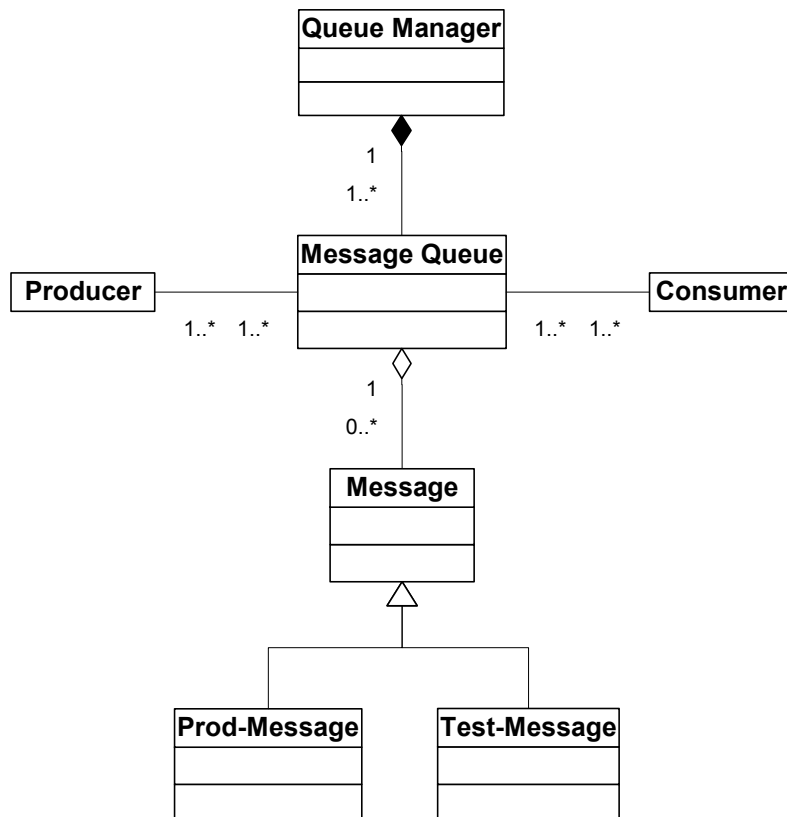 Queue Manager
1
1..*
Message Queue
Producer
Consumer
1..* 1..*
1..* 1..*
1
0..*
Message
Prod-Message
Test-Message